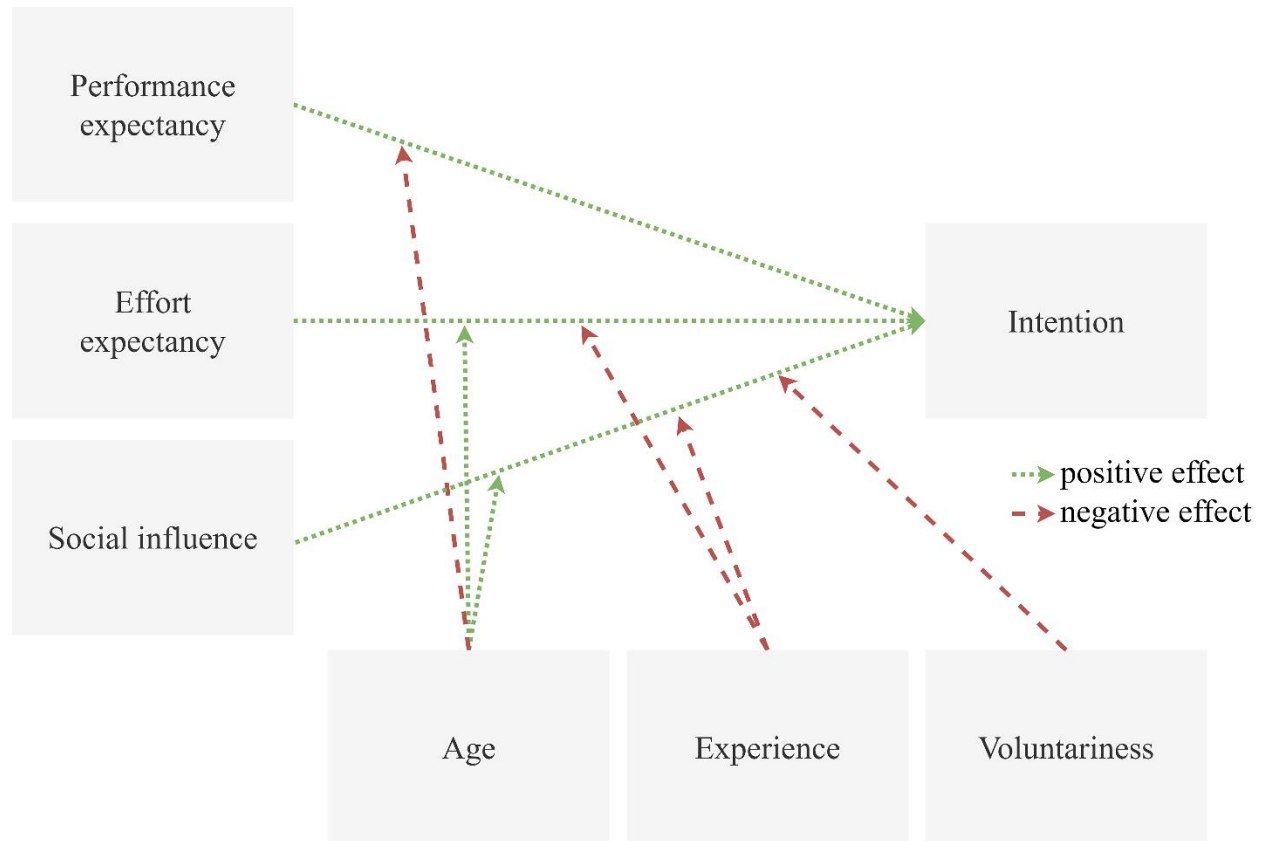 Performance
expectancy
Effort
expectancy
Intention
Social influence
positive effect
negative effect
Age
Experience
Voluntariness